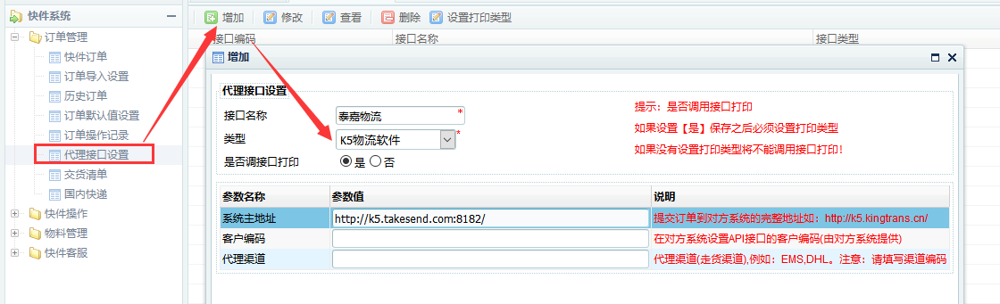 快件系统
订单管理
快件订单
订单导入设置
历史订单
订单默认值设置
订单操作记录
代理接口设置
交货清单
国内快递
快件操作
物料管理
快件客服
增加 修改 查看 删除 设置打印类型
接口编码 接口名称 接口类型
增加
代理接口设置
接口名称 泰嘉物流 *
类型 K5物流软件 *
是否调接口打印 是 否
提示：是否调用接口打印
如果设置【是】保存之后必须设置打印类型
如果没有设置打印类型将不能调用接口打印！
参数名称 参数值 说明
系统主地址 http://k5.takesend.com:8182/ 提交订单到对方系统的完整地址如：http://k5.kingtrans.cn/
客户编码 在对方系统设置API接口的客户编码(由对方系统提供)
代理渠道 代理渠道(走货渠道),例如：EMS,DHL。注意：请填写渠道编码